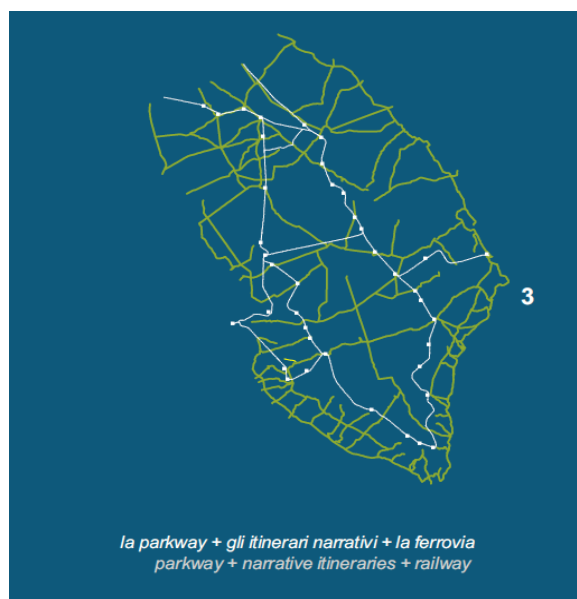 3
la parkway + gli itinerari narrativi + la ferrovia
parkway + narrative itineraries + railway